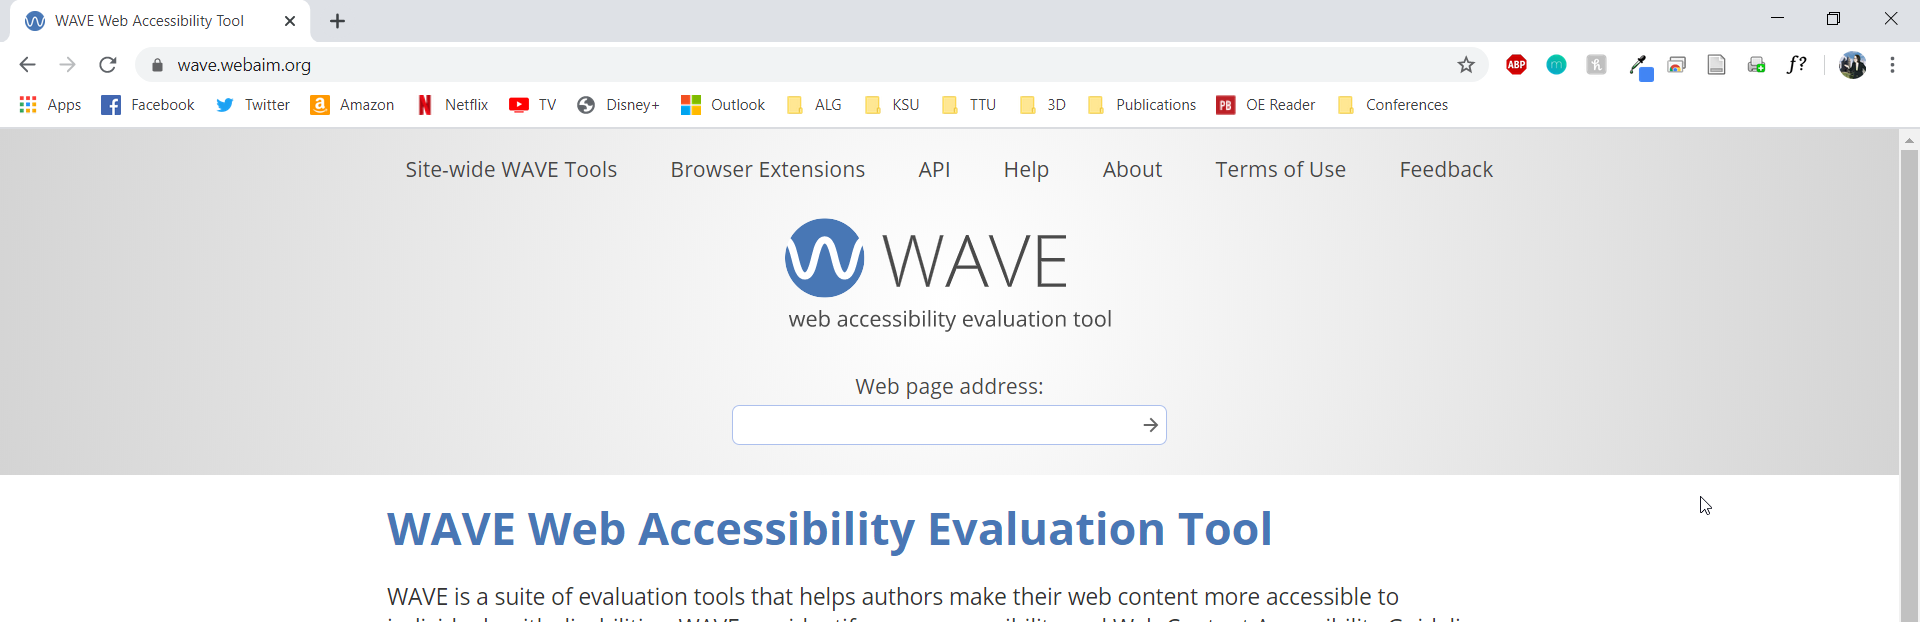 WAVE Web Accessibility Tool
wave.webaim.org
ABP m h f?
Apps Facebook Twitter Amazon Netflix TV Disney+ Outlook ALG KSU TTU 3D Publications PB OE Reader Conferences
Site-wide WAVE Tools Browser Extensions API Help About Terms of Use Feedback
WAVE
web accessibility evaluation tool
Web page address:
WAVE Web Accessibility Evaluation Tool
WAVE is a suite of evaluation tools that helps authors make their web content more accessible to